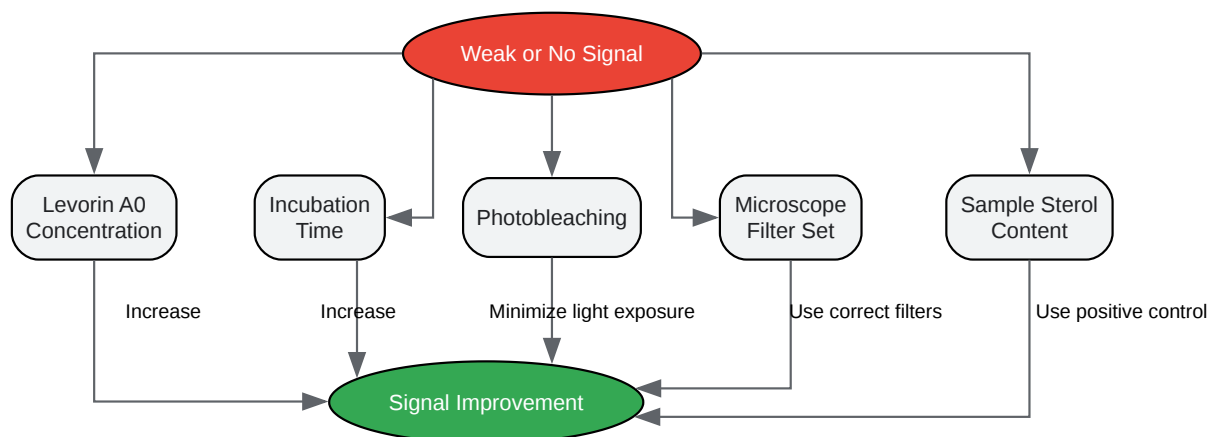 Weak or No Signal
Levorin A0
Concentration
Incubation
Time
Photobleaching
Microscope
Filter Set
Sample Sterol
Content
Increase
Increase
Minimize light exposure
Use correct filters
Use positive control
Signal Improvement